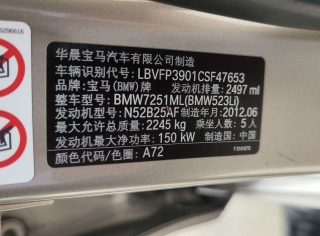 华晨宝马汽车有限公司制造
车辆识别代号: LBVFP3901CSF47653
品牌: 宝马(BMW)牌 发动机排量: 2497 ml
整车型号: BMW7251ML(BMW523Li)
发动机型号: N52B25AF 制造年月: 2012.06
最大允许总质量: 2245 kg 乘坐人数: 5 人
发动机最大净功率: 150 kW 制造国: 中国
颜色代码/色圈: A72